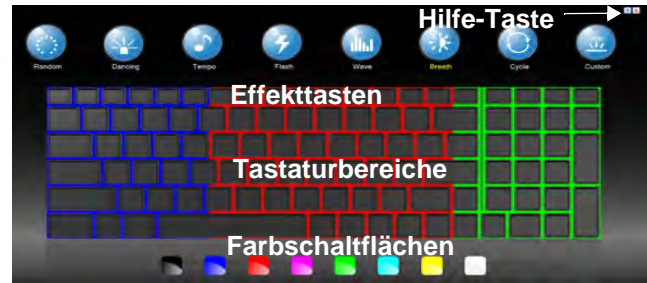 Hilfe-Taste
Random Dancing Tempo Flash Wave Breath Cycle Custom
Effekttasten
Tastaturbereiche
Farbschaltflächen